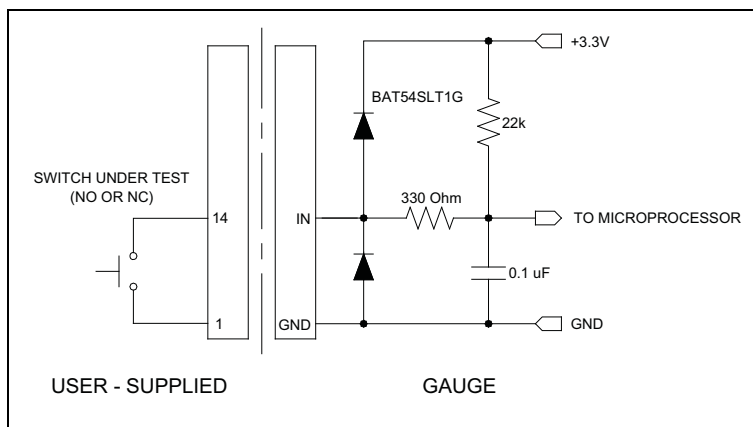 +3.3V
BAT54SLT1G
22k
SWITCH UNDER TEST
(NO OR NC)
330 Ohm
14
IN
TO MICROPROCESSOR
0.1 uF
1
GND
GND
USER - SUPPLIED
GAUGE